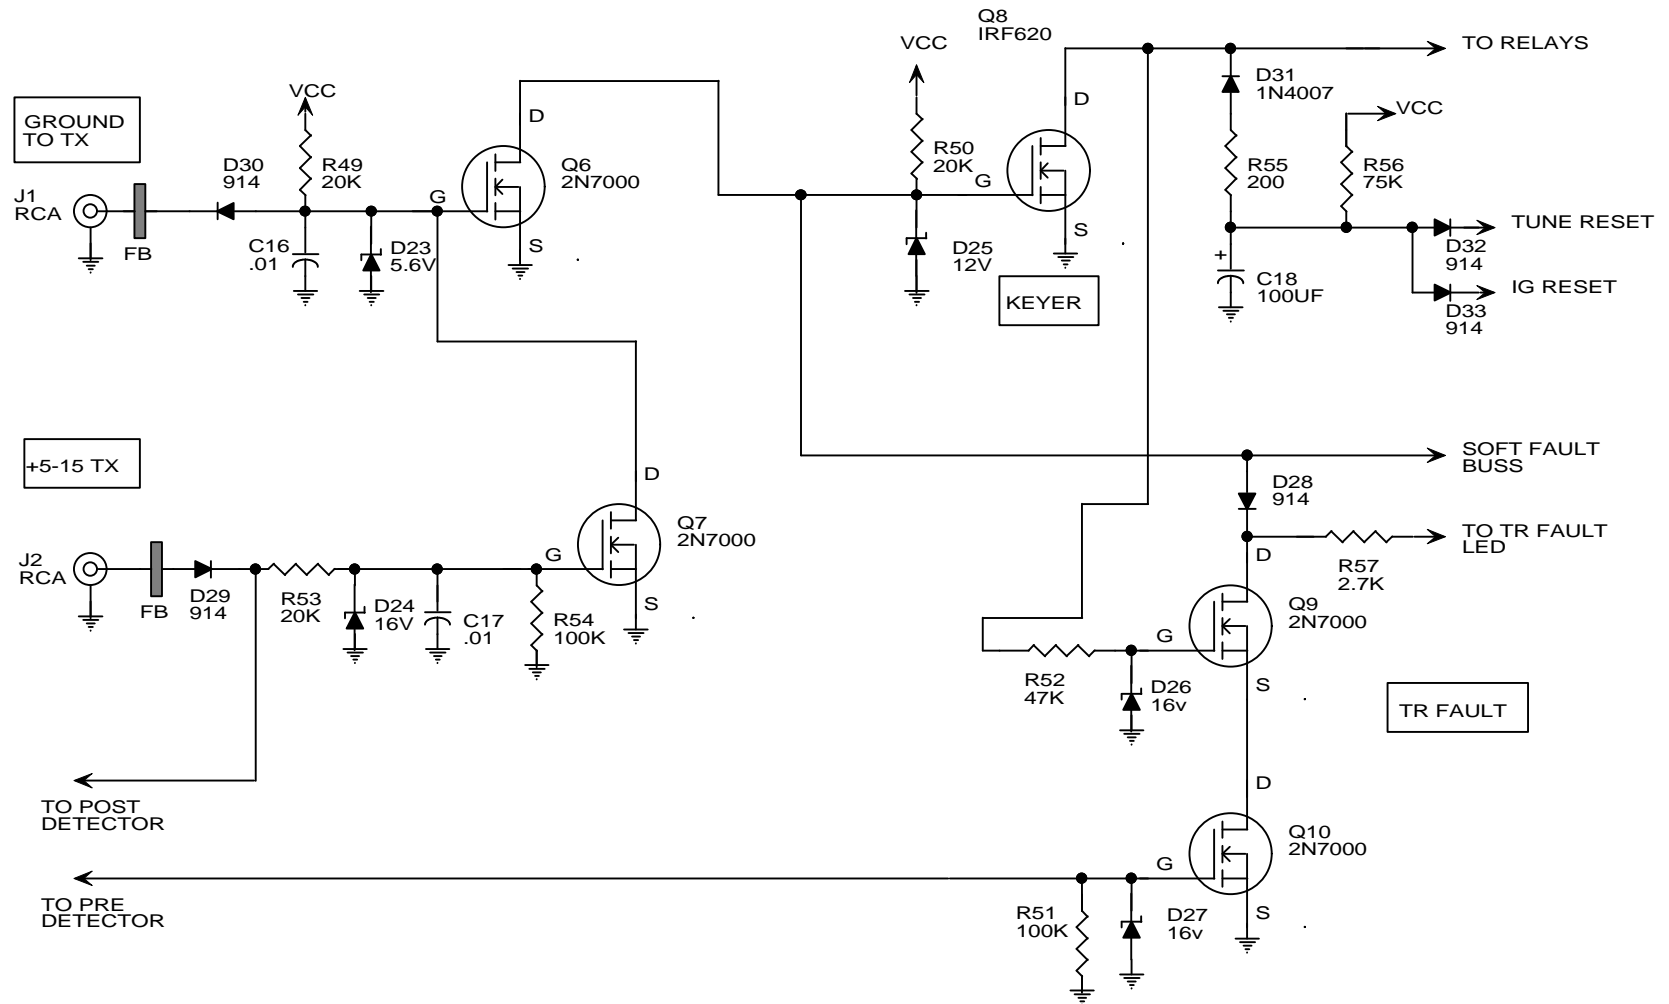 Q8
IRF620
TO RELAYS
VCC
D31
1N4007
VCC
VCC
GROUND
TO TX
D
D
D30
914
R49
20K
Q6
2N7000
R50
20K
R55
200
R56
75K
J1
RCA
G
G
TUNE RESET
FB
C16
.01
D23
5.6V
S
D25
12V
S
+
C18
100UF
D32
914
IG RESET
KEYER
D33
914
+5-15 TX
SOFT FAULT
BUSS
D
D28
914
Q7
2N7000
TO TR FAULT
LED
J2
RCA
G
D
R57
2.7K
FB
D29
914
R53
20K
D24
16V
C17
.01
R54
100K
S
Q9
2N7000
G
R52
47K
D26
16v
S
TR FAULT
TO POST
DETECTOR
D
Q10
2N7000
G
TO PRE
DETECTOR
R51
100K
D27
16v
S